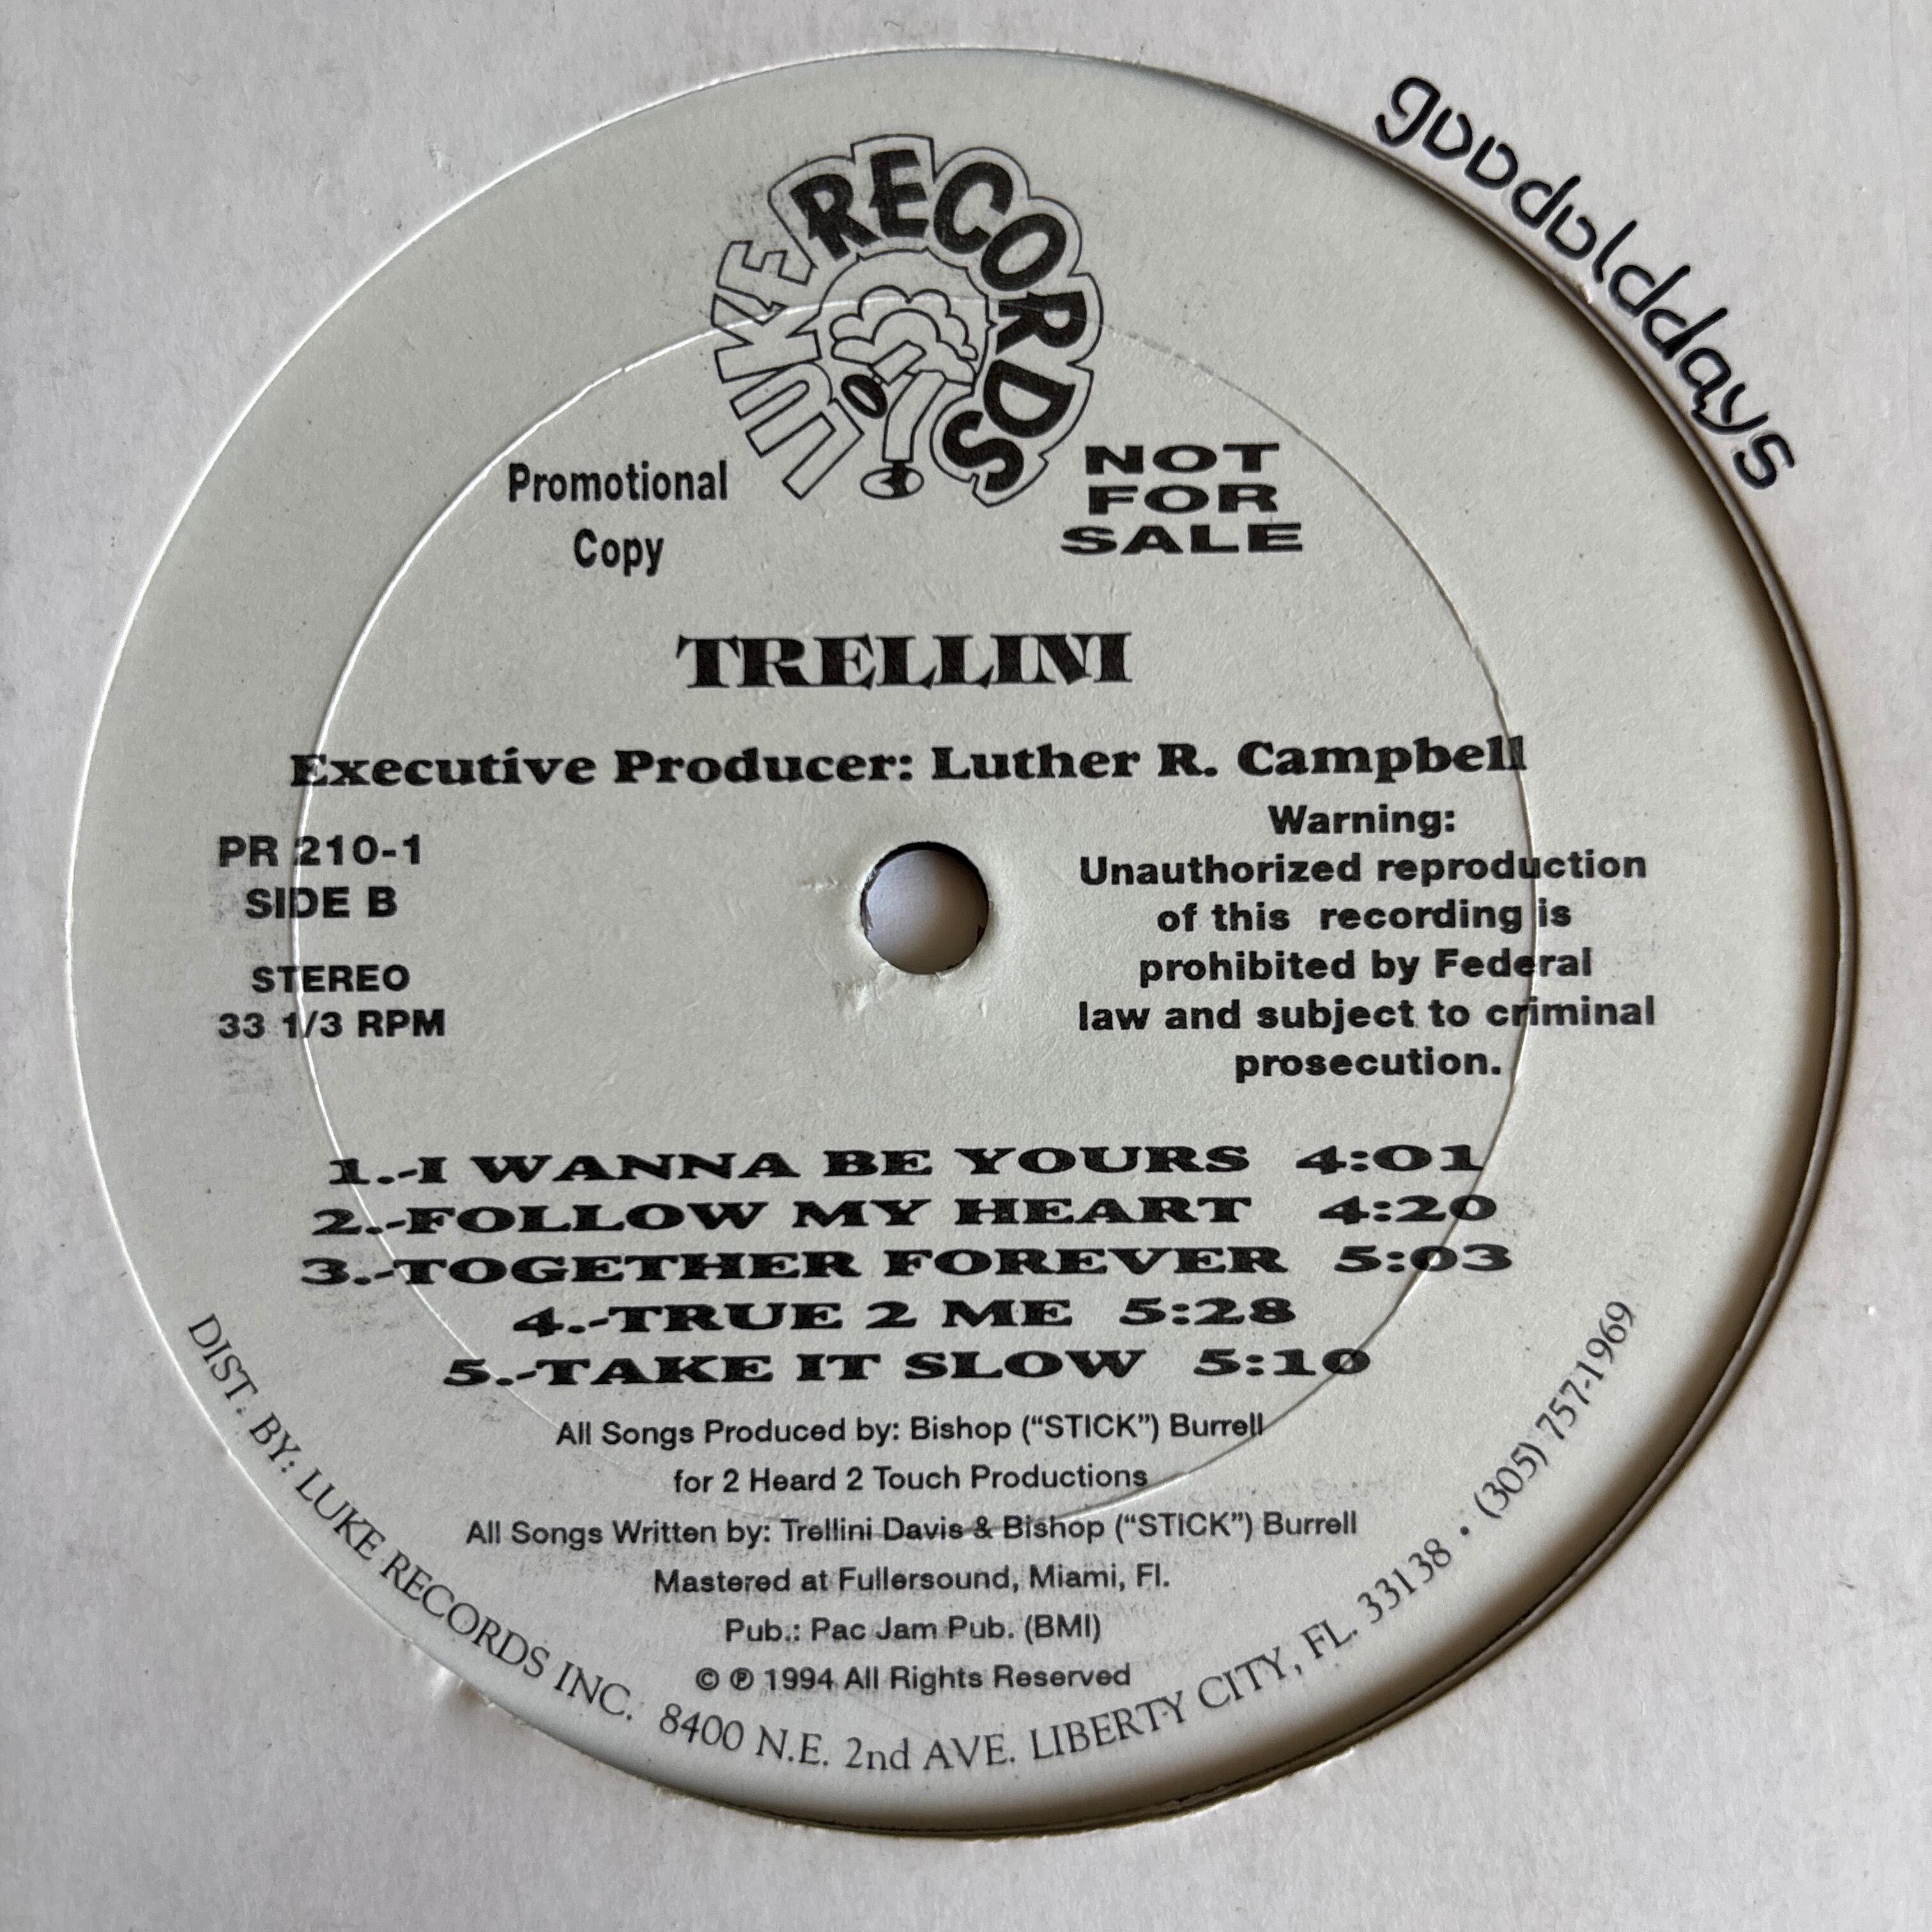 gooddolddays
LUKE RECORDS
Promotional
Copy
NOT
FOR
SALE
TRELLINI
Executive Producer: Luther R. Campbell
PR 210-1
SIDE B
STEREO
33 1/3 RPM
Warning:
Unauthorized reproduction
of this recording is
prohibited by Federal
law and subject to criminal
prosecution.
1.-I WANNA BE YOURS 4:01
2.-FOLLOW MY HEART 4:20
3.-TOGETHER FOREVER 5:03
4.-TRUE 2 ME 5:28
5.-TAKE IT SLOW 5:10
All Songs Produced by: Bishop (“STICK”) Burrell
for 2 Heard 2 Touch Productions
All Songs Written by: Trellini Davis & Bishop (“STICK”) Burrell
Mastered at Fullersound, Miami, Fl.
Pub.: Pac Jam Pub. (BMI)
© ℗ 1994 All Rights Reserved
DIST. BY: LUKE RECORDS INC. 8400 N.E. 2nd AVE. LIBERTY CITY, FL. 33138 • (305) 757-1969